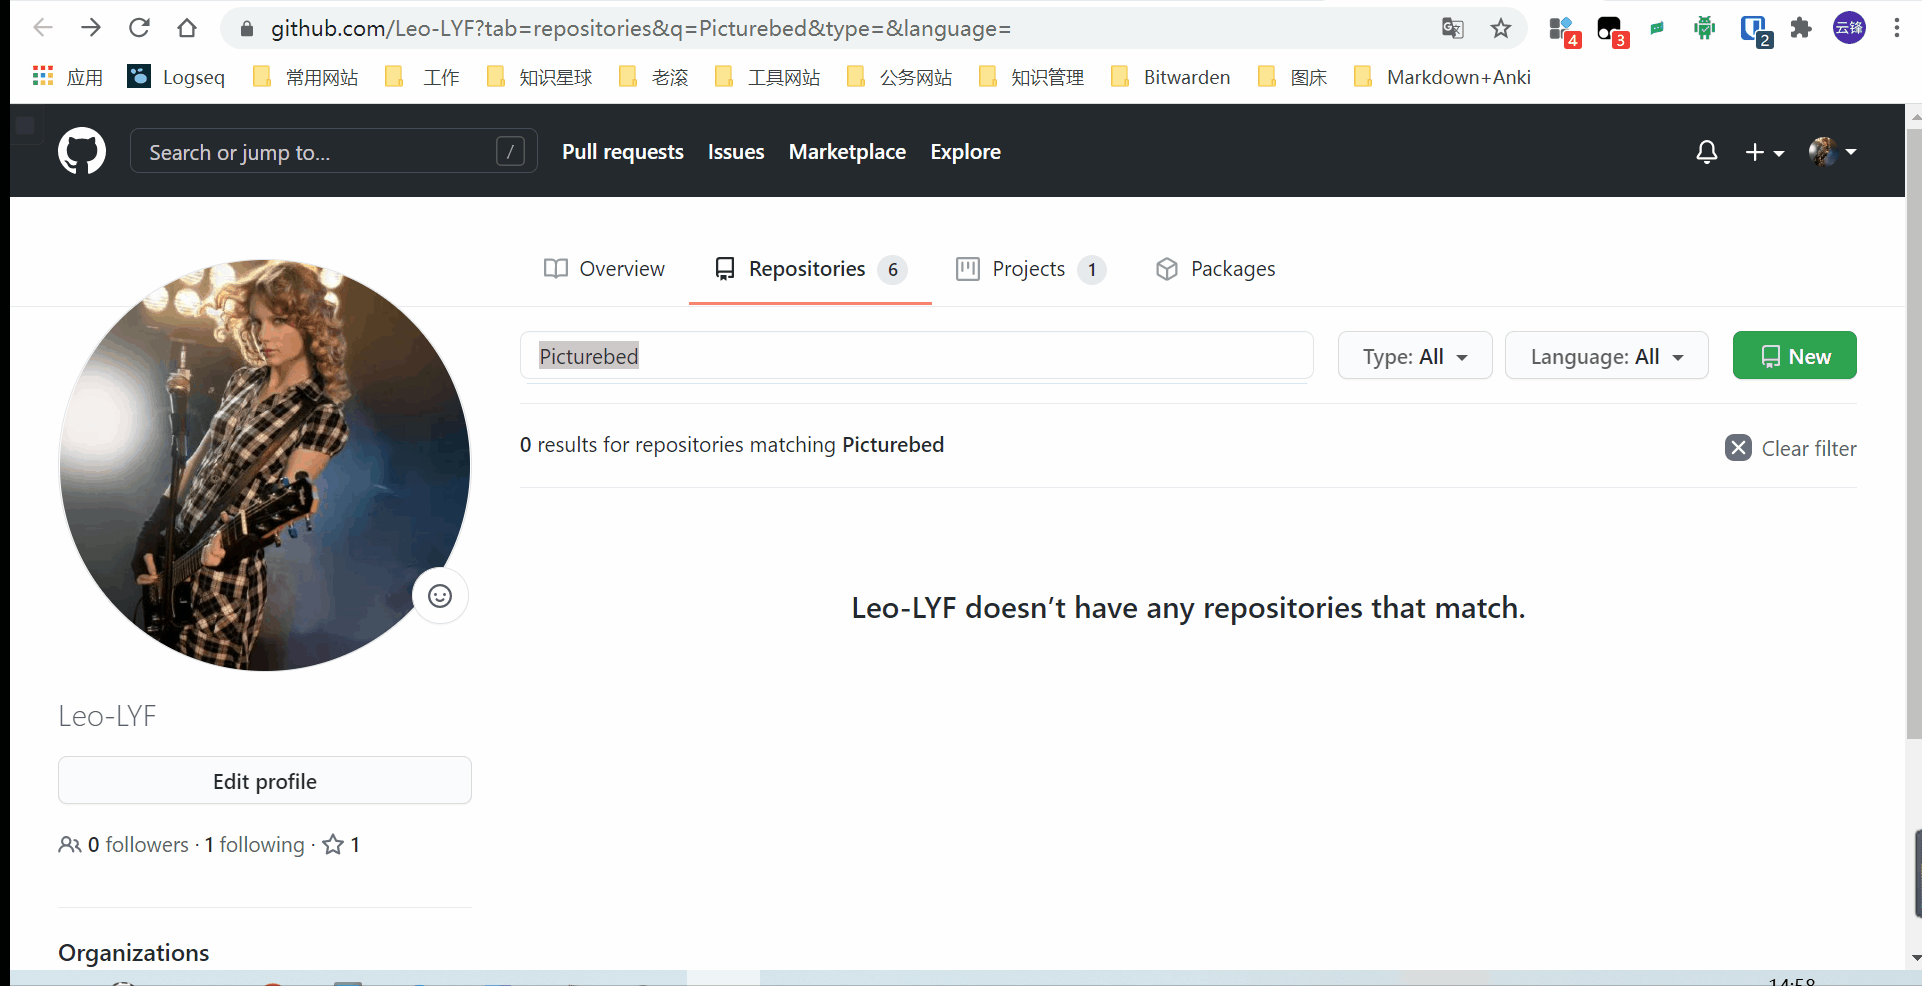 github.com/Leo-LYF?tab=repositories&q=Picturebed&type=&language=
4
3
2
云锋
应用
Logseq
常用网站
工作
知识星球
老滚
工具网站
公务网站
知识管理
Bitwarden
图床
Markdown+Anki
Search or jump to...
/
Pull requests
Issues
Marketplace
Explore
Overview
Repositories 6
Projects 1
Packages
Picturebed
Type: All
Language: All
New
0 results for repositories matching Picturebed
Clear filter
Leo-LYF doesn’t have any repositories that match.
Leo-LYF
Edit profile
0 followers · 1 following · 1
Organizations
14:58